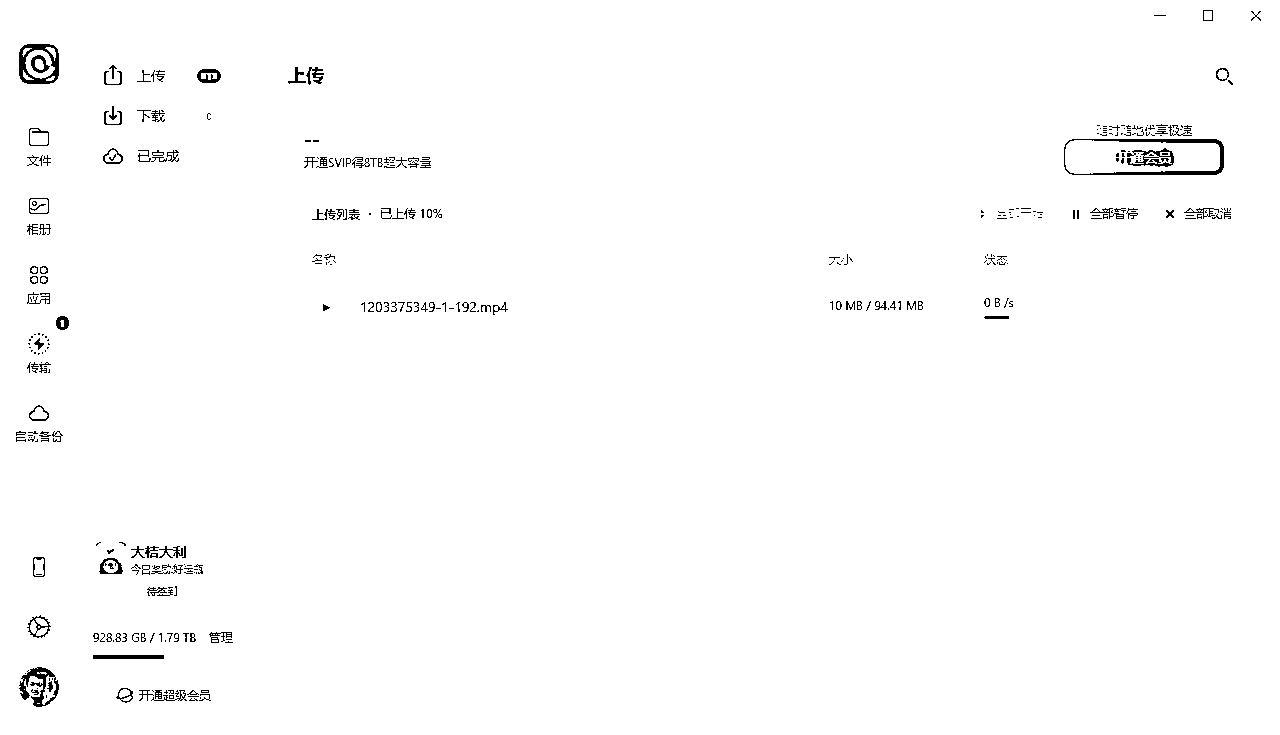 上传
下载
已完成
文件
相册
应用
1
传输
自动备份
大桔大利
今日奖励:好运签
待签到
928.83 GB / 1.79 TB 管理
开通超级会员
上传
--
开通SVIP得8TB超大容量
随时随地优享极速
开通会员
上传列表 · 已上传 10%
全部开始 全部暂停 全部取消
名称 大小 状态
1203375349-1-192.mp4 10 MB / 94.41 MB 0 B /s